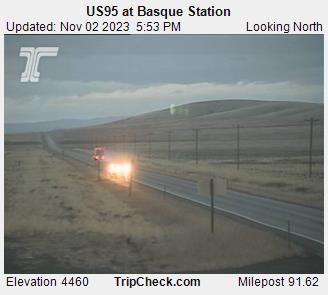 US95 at Basque Station
Updated: Nov 02 2023 5:53 PM Looking North
Elevation 4460 TripCheck.com Milepost 91.62